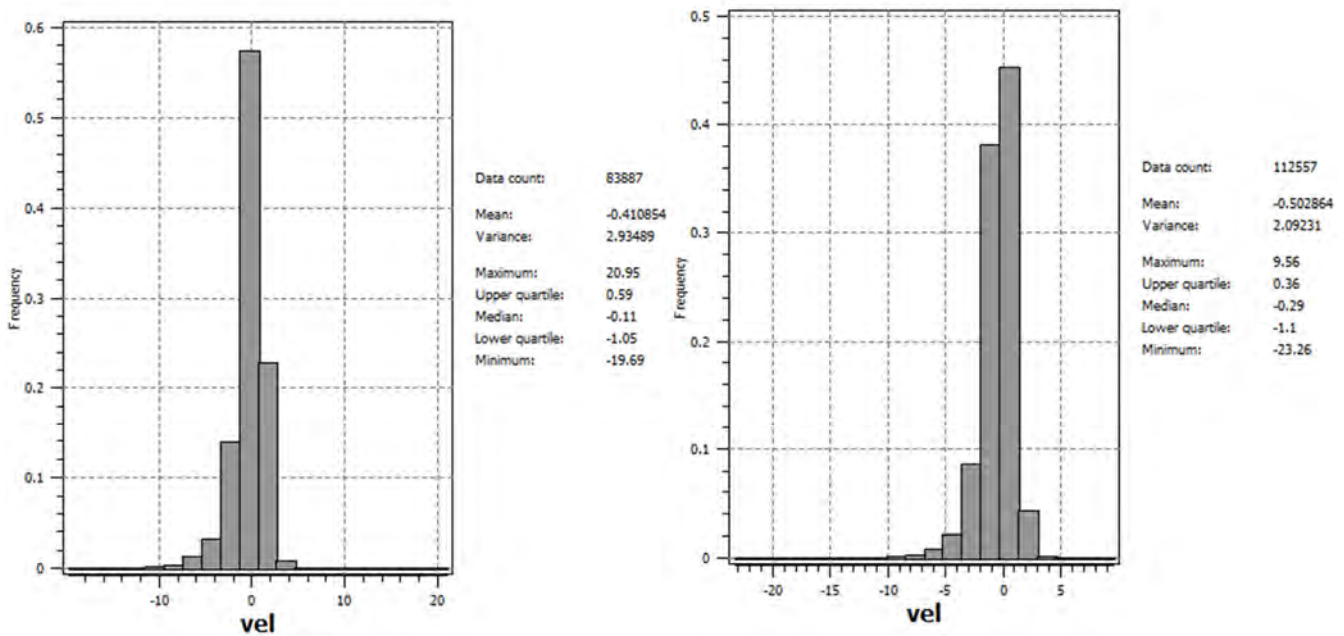 0.6
0.5
0.4
0.3
0.2
0.1
0
Frequency
-10
0
10
20
vel
Data count: 83887
Mean: -0.410854
Variance: 2.93489
Maximum: 20.95
Upper quartile: 0.59
Median: -0.11
Lower quartile: -1.05
Minimum: -19.69
0.5
0.4
0.3
0.2
0.1
0
Frequency
-20
-15
-10
-5
0
5
vel
Data count: 112557
Mean: -0.502864
Variance: 2.09231
Maximum: 9.56
Upper quartile: 0.36
Median: -0.29
Lower quartile: -1.1
Minimum: -23.26